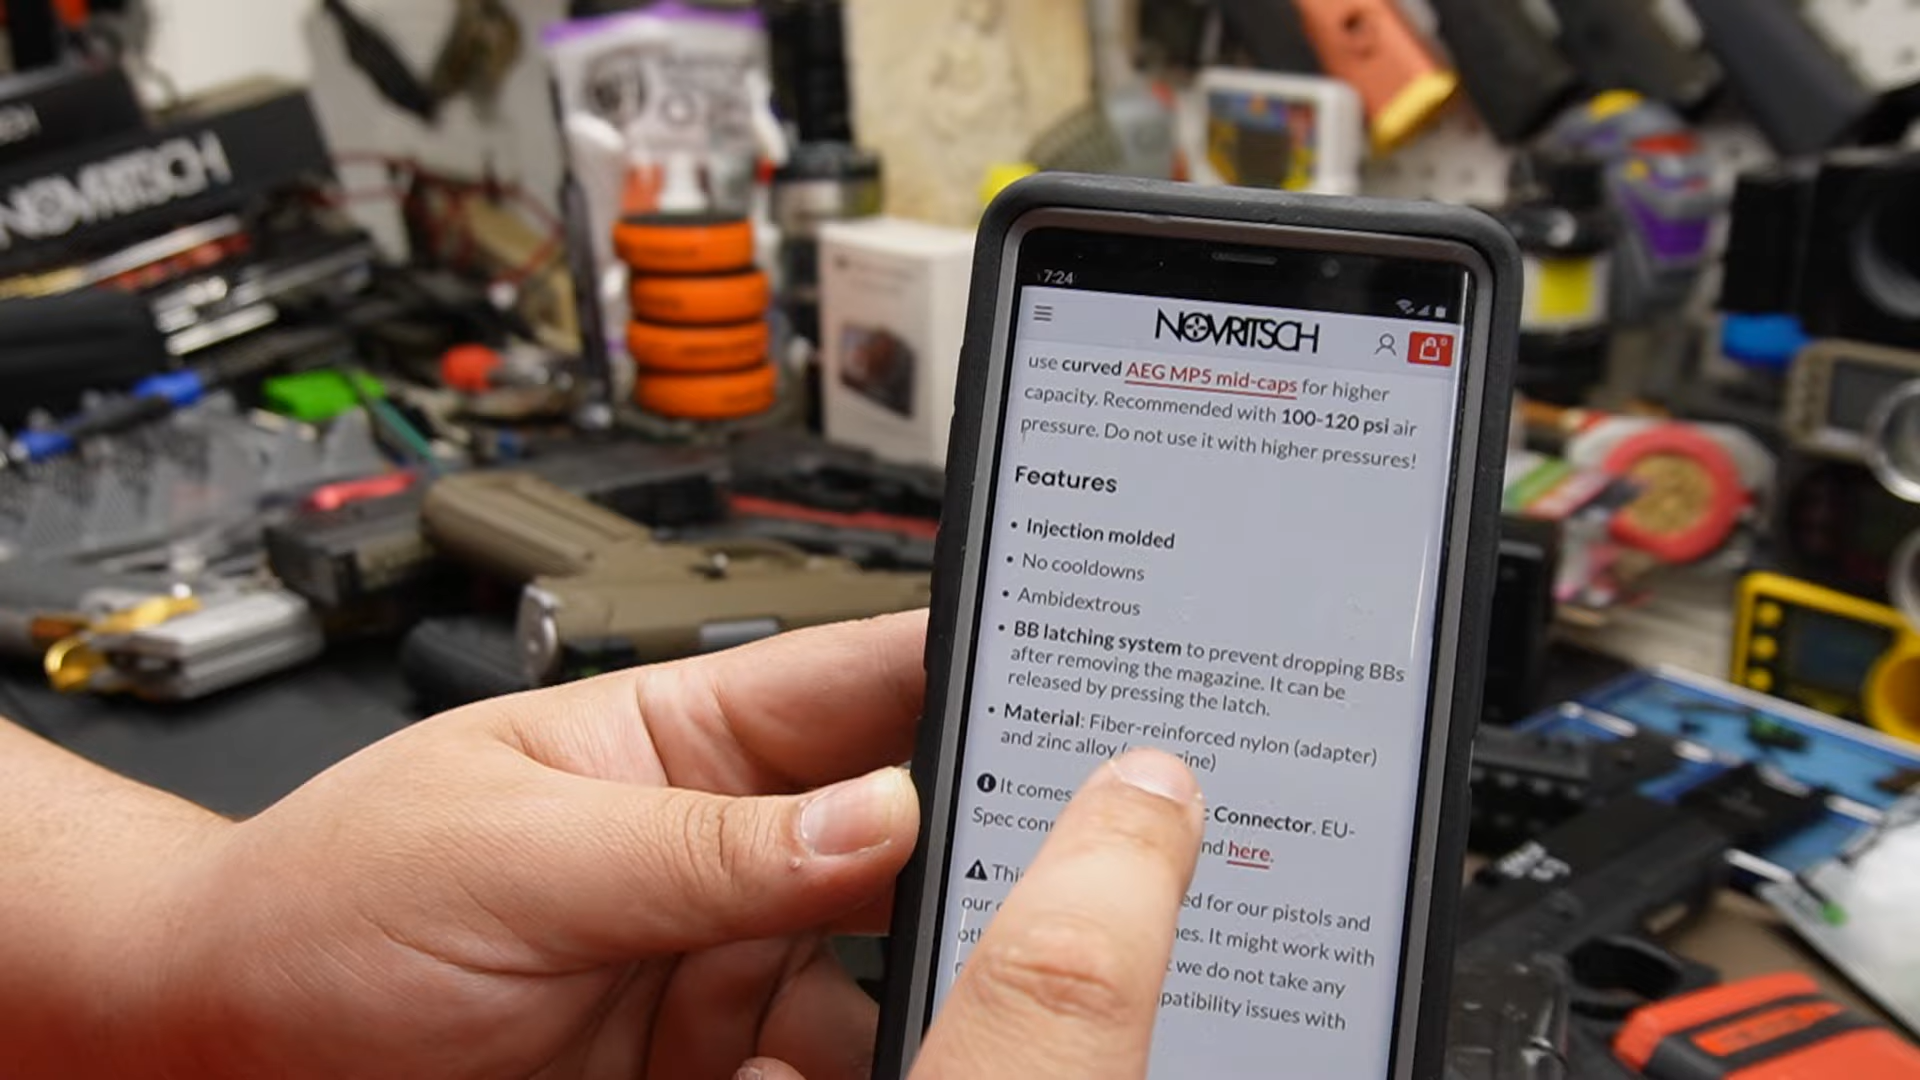 NOVRITSCH
7:24
NOVRITSCH
use curved AEG MP5 mid-caps for higher
capacity. Recommended with 100-120 psi air
pressure. Do not use it with higher pressures!
Features
• Injection molded
• No cooldowns
• Ambidextrous
• BB latching system to prevent dropping BBs
after removing the magazine. It can be
released by pressing the latch.
• Material: Fiber-reinforced nylon (adapter)
and zinc alloy
It comes Connector. EU-
Spec here.
ed for our pistols and
our It might work with
we do not take any
patibility issues with